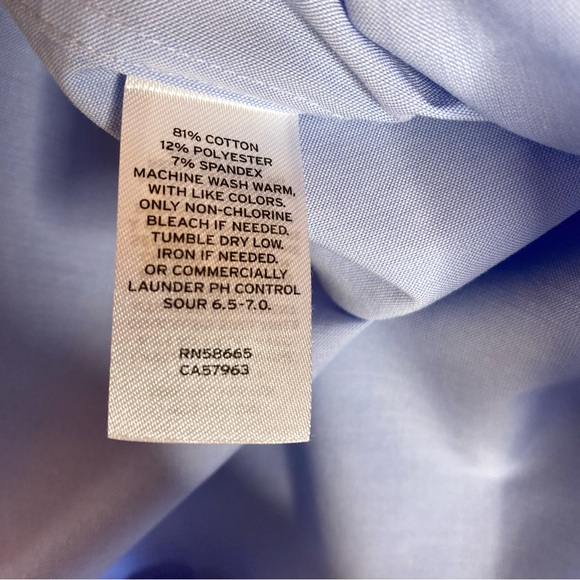 81% COTTON
12% POLYESTER
7% SPANDEX
MACHINE WASH WARM,
WITH LIKE COLORS.
ONLY NON-CHLORINE
BLEACH IF NEEDED.
TUMBLE DRY LOW.
IRON IF NEEDED.
OR COMMERCIALLY
LAUNDER PH CONTROL
SOUR 6.5-7.0.
RN58665
CA57963